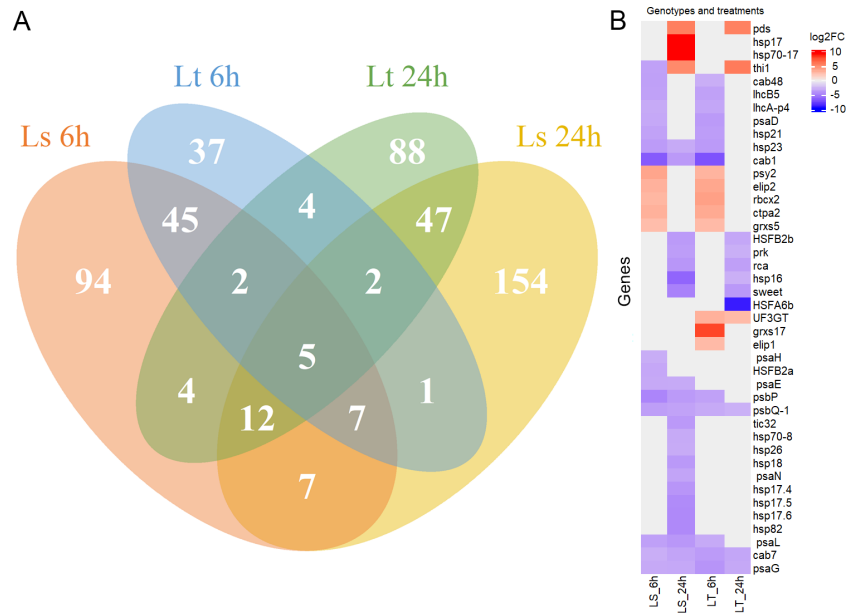 A
Ls 6h
Lt 6h
Lt 24h
Ls 24h
94
37
88
154
45
4
47
2
2
5
4
12
7
1
7
B
Genotypes and treatments
Genes
pds
hsp17
hsp70-17
thi1
cab48
lhcB5
lhcA-p4
psaD
hsp21
hsp23
cab1
psy2
elip2
rbcx2
ctpa2
grxs5
HSFB2b
prk
rca
hsp16
sweet
HSFA6b
UF3GT
grxs17
elip1
psaH
HSFB2a
psaE
psbP
psbQ-1
tic32
hsp70-8
hsp26
hsp18
psaN
hsp17.4
hsp17.5
hsp17.6
hsp82
psaL
cab7
psaG
LS_6h
LS_24h
LT_6h
LT_24h
log2FC
10
5
0
-5
-10